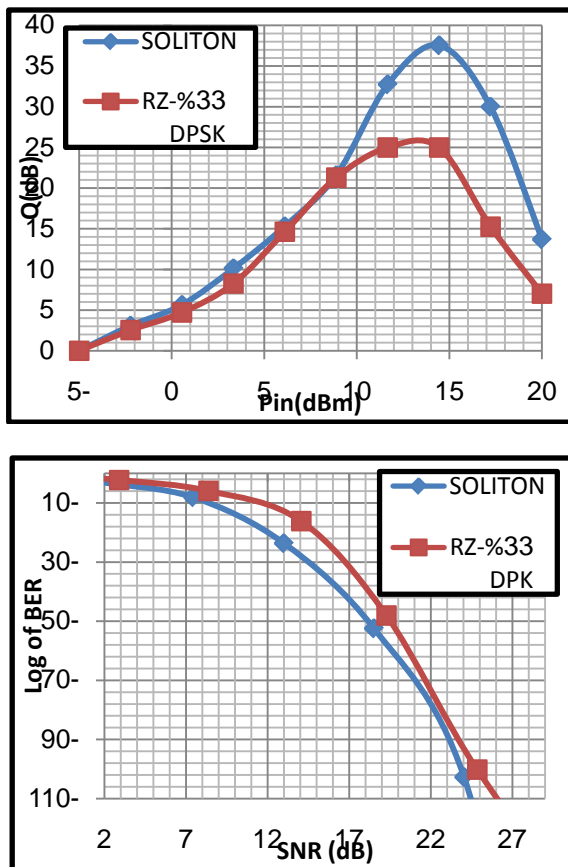 SOLITON
RZ-%33
DPSK
Q(dB)
40
35
30
25
20
15
10
5
0
5-
0
5
10
15
20
Pin(dBm)
SOLITON
RZ-%33
DPK
Log of BER
10-
30-
50-
70-
90-
110-
2
7
12
17
22
27
SNR (dB)